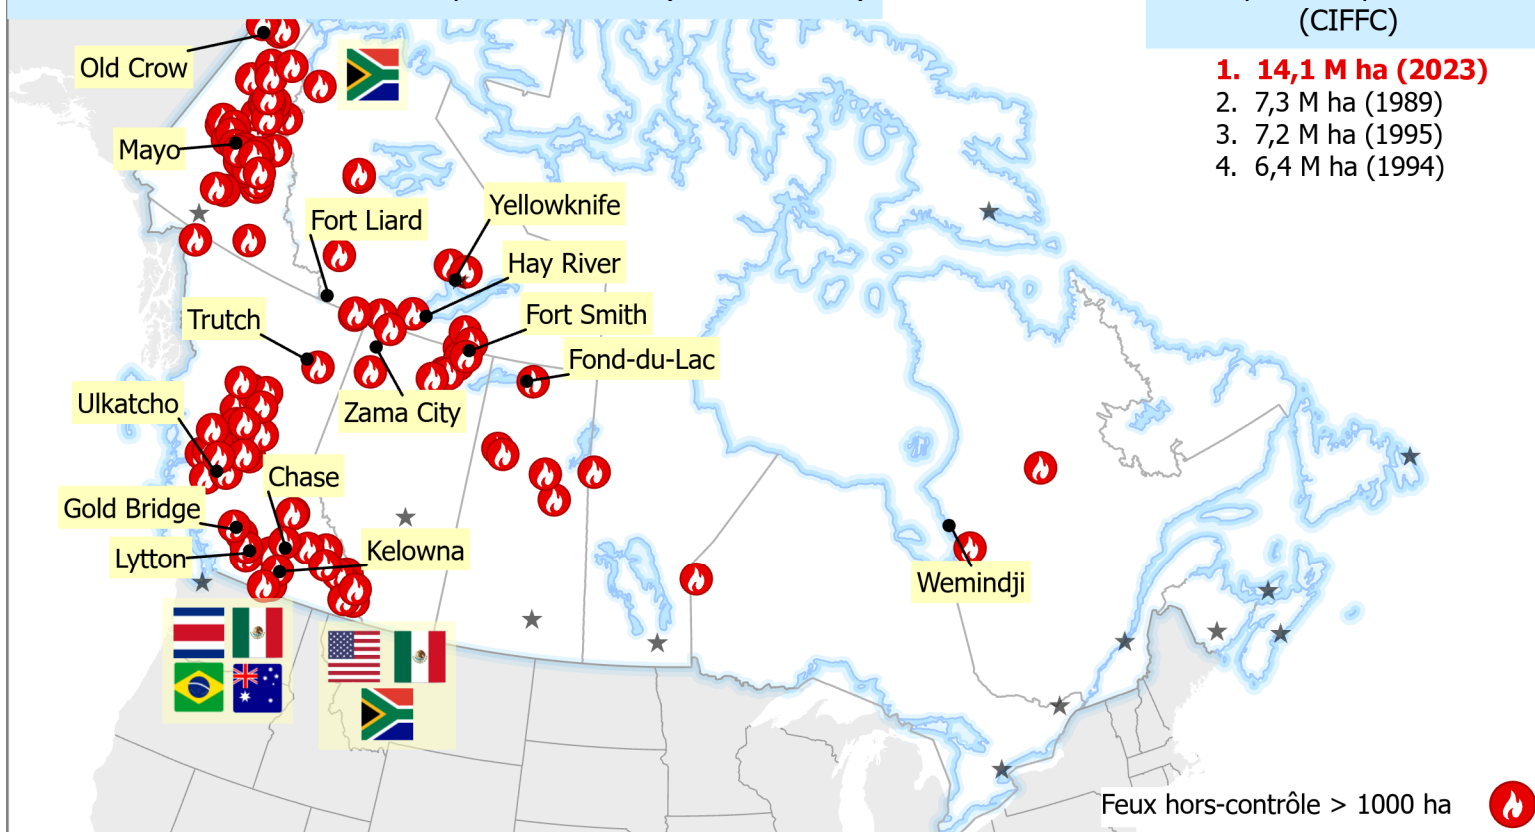 (CIFFC)
1. 14,1 M ha (2023)
2. 7,3 M ha (1989)
3. 7,2 M ha (1995)
4. 6,4 M ha (1994)
Old Crow
Mayo
Fort Liard
Yellowknife
Hay River
Trutch
Fort Smith
Fond-du-Lac
Zama City
Ulkatcho
Chase
Gold Bridge
Lytton
Kelowna
Wemindji
Feux hors-contrôle > 1000 ha